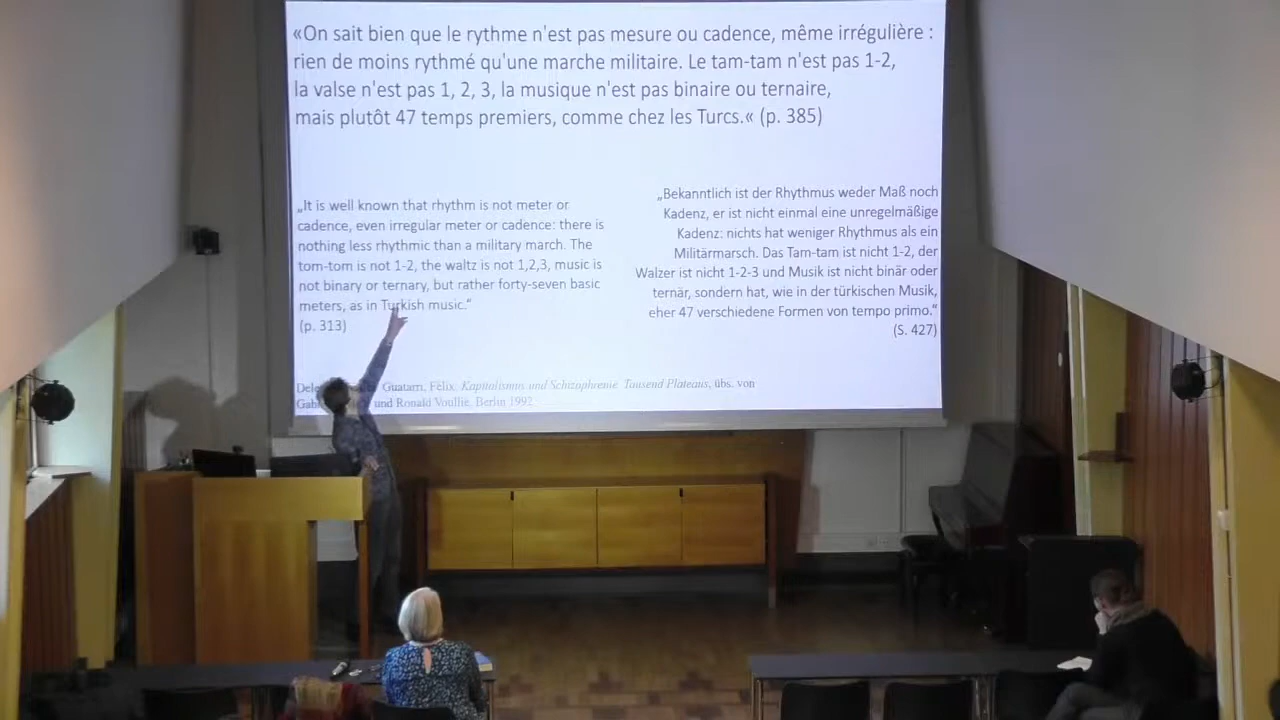 «On sait bien que le rythme n'est pas mesure ou cadence, même irrégulière :
rien de moins rythmé qu'une marche militaire. Le tam-tam n'est pas 1-2,
la valse n'est pas 1, 2, 3, la musique n'est pas binaire ou ternaire,
mais plutôt 47 temps premiers, comme chez les Turcs.« (p. 385)
„It is well known that rhythm is not meter or
cadence, even irregular meter or cadence: there is
nothing less rhythmic than a military march. The
tom-tom is not 1-2, the waltz is not 1,2,3, music is
not binary or ternary, but rather forty-seven basic
meters, as in Turkish music.“
(p. 313)
„Bekanntlich ist der Rhythmus weder Maß noch
Kadenz, er ist nicht einmal eine unregelmäßige
Kadenz: nichts hat weniger Rhythmus als ein
Militärmarsch. Das Tam-tam ist nicht 1-2, der
Walzer ist nicht 1-2-3 und Musik ist nicht binär oder
ternär, sondern hat, wie in der türkischen Musik,
eher 47 verschiedene Formen von tempo primo.“
(S. 427)
Guatarri, Félix: Kapitalismus und Schizophrenie. Tausend Plateaus, übs. von
und Ronald Voullié, Berlin 1992